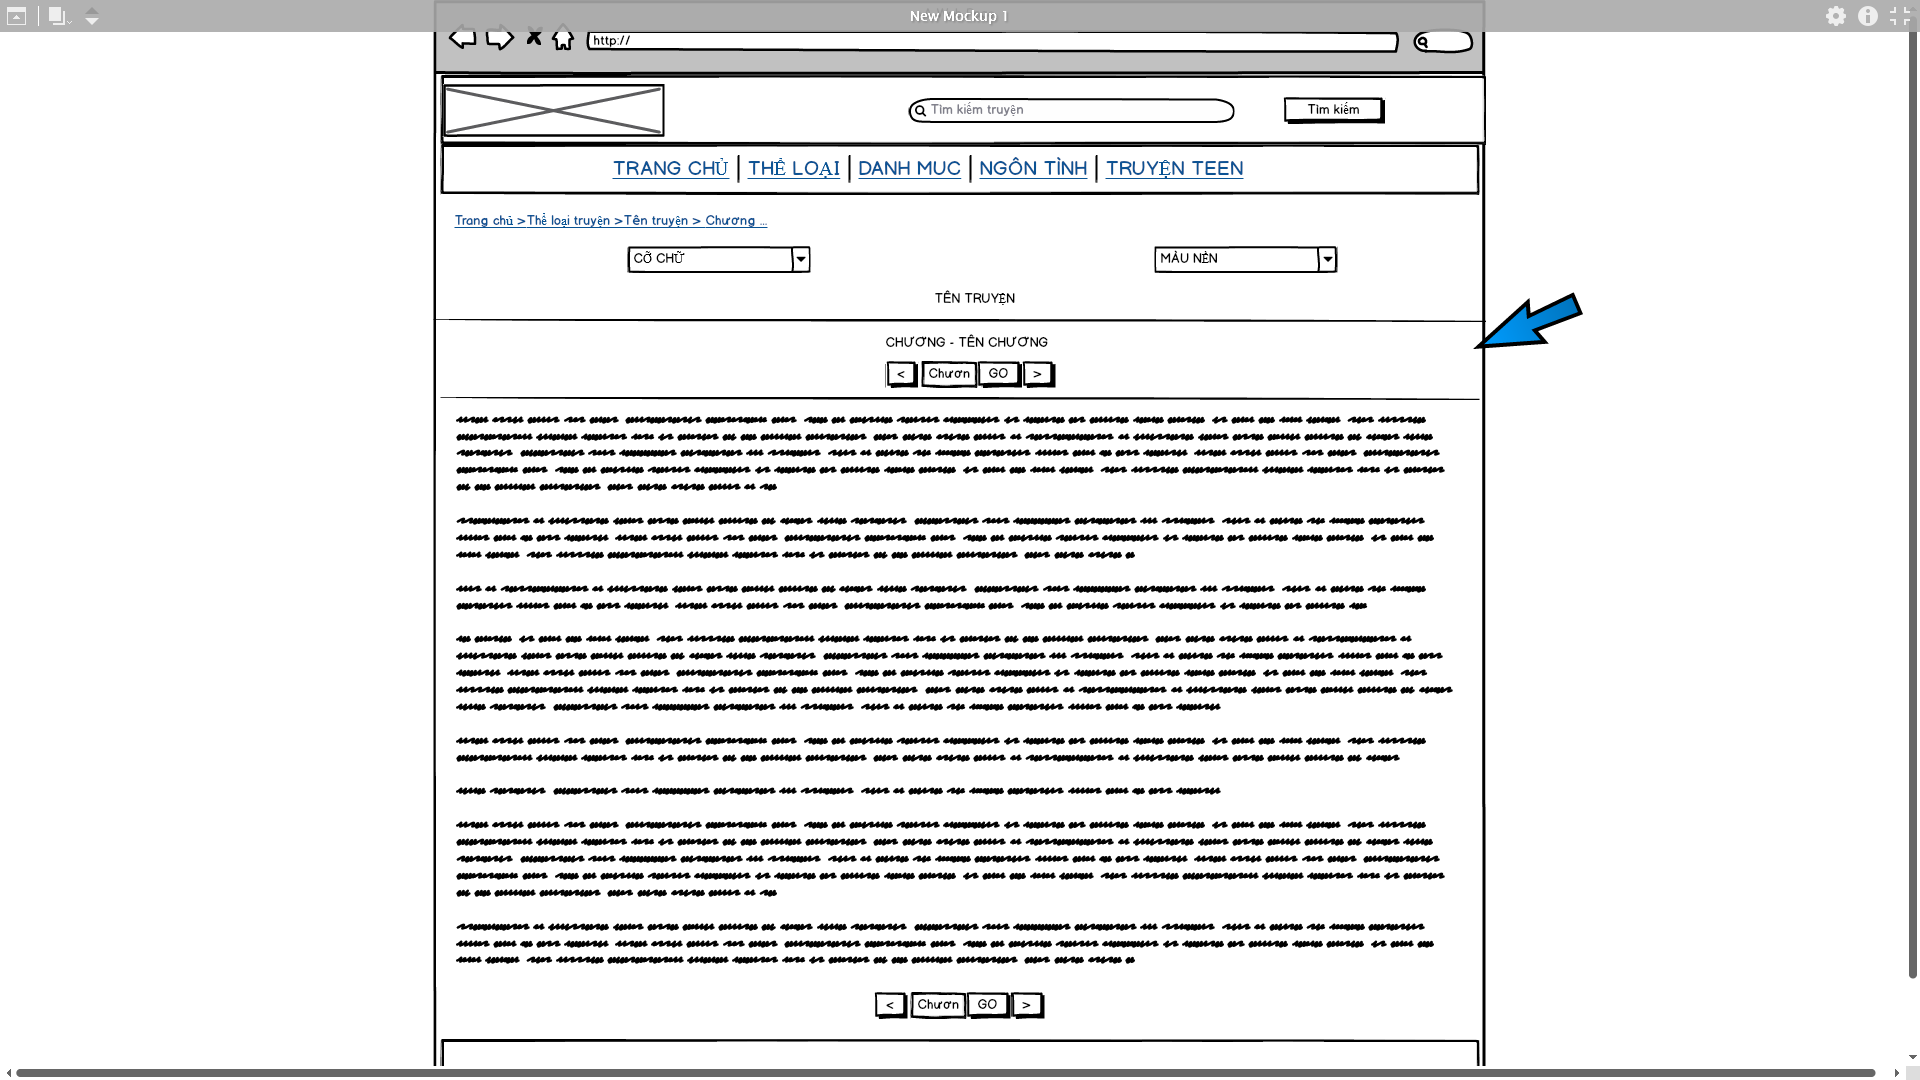 New Mockup 1
http://
Tìm kiếm truyện
Tìm kiếm
TRANG CHỦ | THỂ LOẠI | DANH MUC | NGÔN TÌNH | TRUYỆN TEEN
Trang chủ >Thể loại truyện >Tên truyện > Chương ...
CỠ CHỮ
MÀU NỀN
TÊN TRUYỆN
CHƯƠNG - TÊN CHƯƠNG
< Chươn GO >
< Chươn GO >